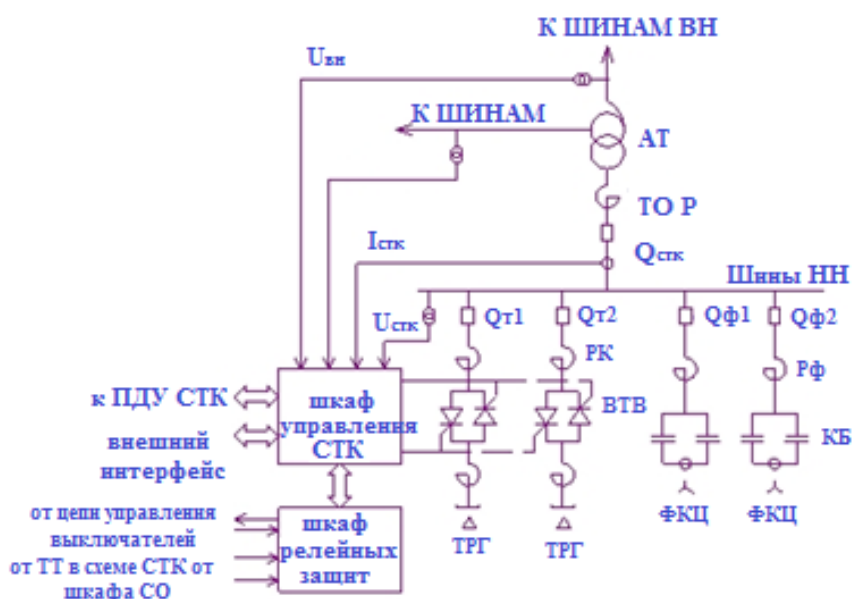 К ШИНАМ ВН
Uвн
К ШИНАМ
АТ
ТО Р
Iстк
Qстк
Шины НН
Uстк
Qт1
Qт2
Qф1
Qф2
РК
Рф
к ПДУ СТК
шкаф
управления
СТК
ВТВ
КБ
внешний
интерфейс
от цепи управления
выключателей
от ТТ в схеме СТК от
шкафа СО
шкаф
релейных
защит
ТРГ
ТРГ
ФКЦ
ФКЦ